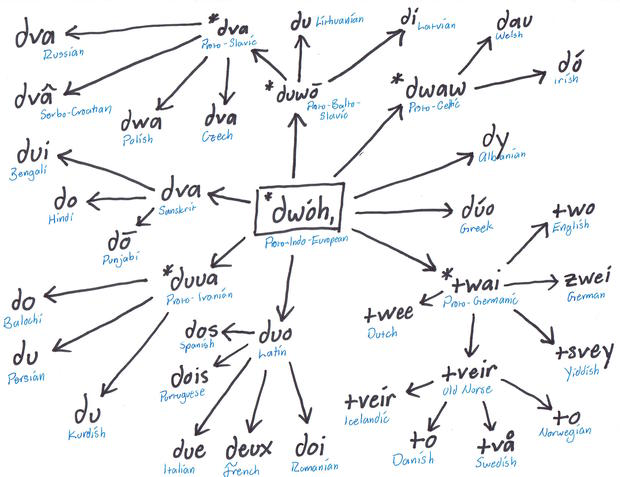 dva
Russian
*dva
Proto-Slavic
du
Lithuanian
di
Latvian
dau
Welsh
dó
Irish
dvâ
Serbo-Croatian
dwa
Polish
dva
Czech
*duwō
Proto-Balto-
Slavic
*dwaw
Proto-Celtic
dy
Albanian
dui
Bengali
do
Hindi
dō
Punjabi
dva
Sanskrit
*dwóh₁
Proto-Indo-European
dúo
Greek
two
English
*duua
Proto-Iranian
*twai
Proto-Germanic
zwei
German
do
Balochi
du
Persian
du
Kurdish
dos
Spanish
duo
Latin
dois
Portuguese
twee
Dutch
tsvey
Yiddish
tveir
Old Norse
tveir
Icelandic
due
Italian
deux
French
doi
Romanian
to
Danish
två
Swedish
to
Norwegian